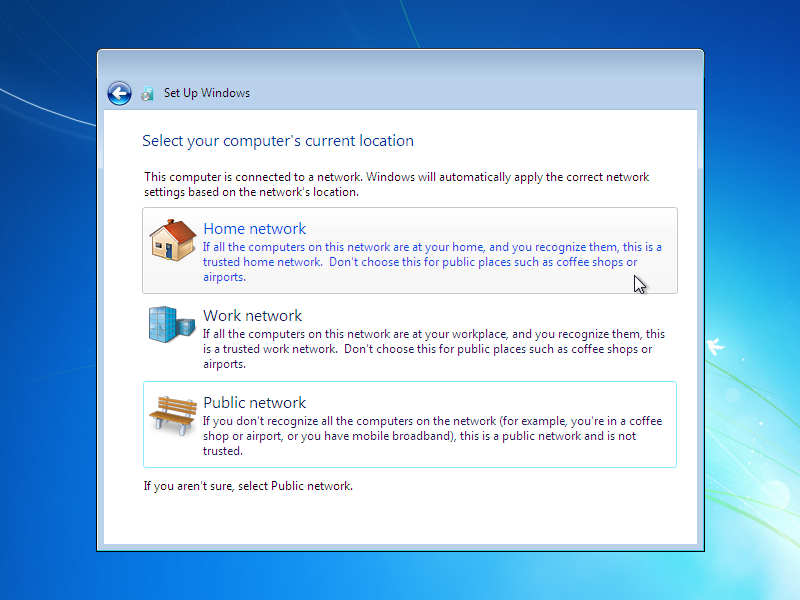 Set Up Windows
Select your computer's current location
This computer is connected to a network. Windows will automatically apply the correct network
settings based on the network's location.
Home network
If all the computers on this network are at your home, and you recognize them, this is a
trusted home network.  Don't choose this for public places such as coffee shops or
airports.
Work network
If all the computers on this network are at your workplace, and you recognize them, this
is a trusted work network.  Don't choose this for public places such as coffee shops or
airports.
Public network
If you don't recognize all the computers on the network (for example, you're in a coffee
shop or airport, or you have mobile broadband), this is a public network and is not
trusted.
If you aren't sure, select Public network.